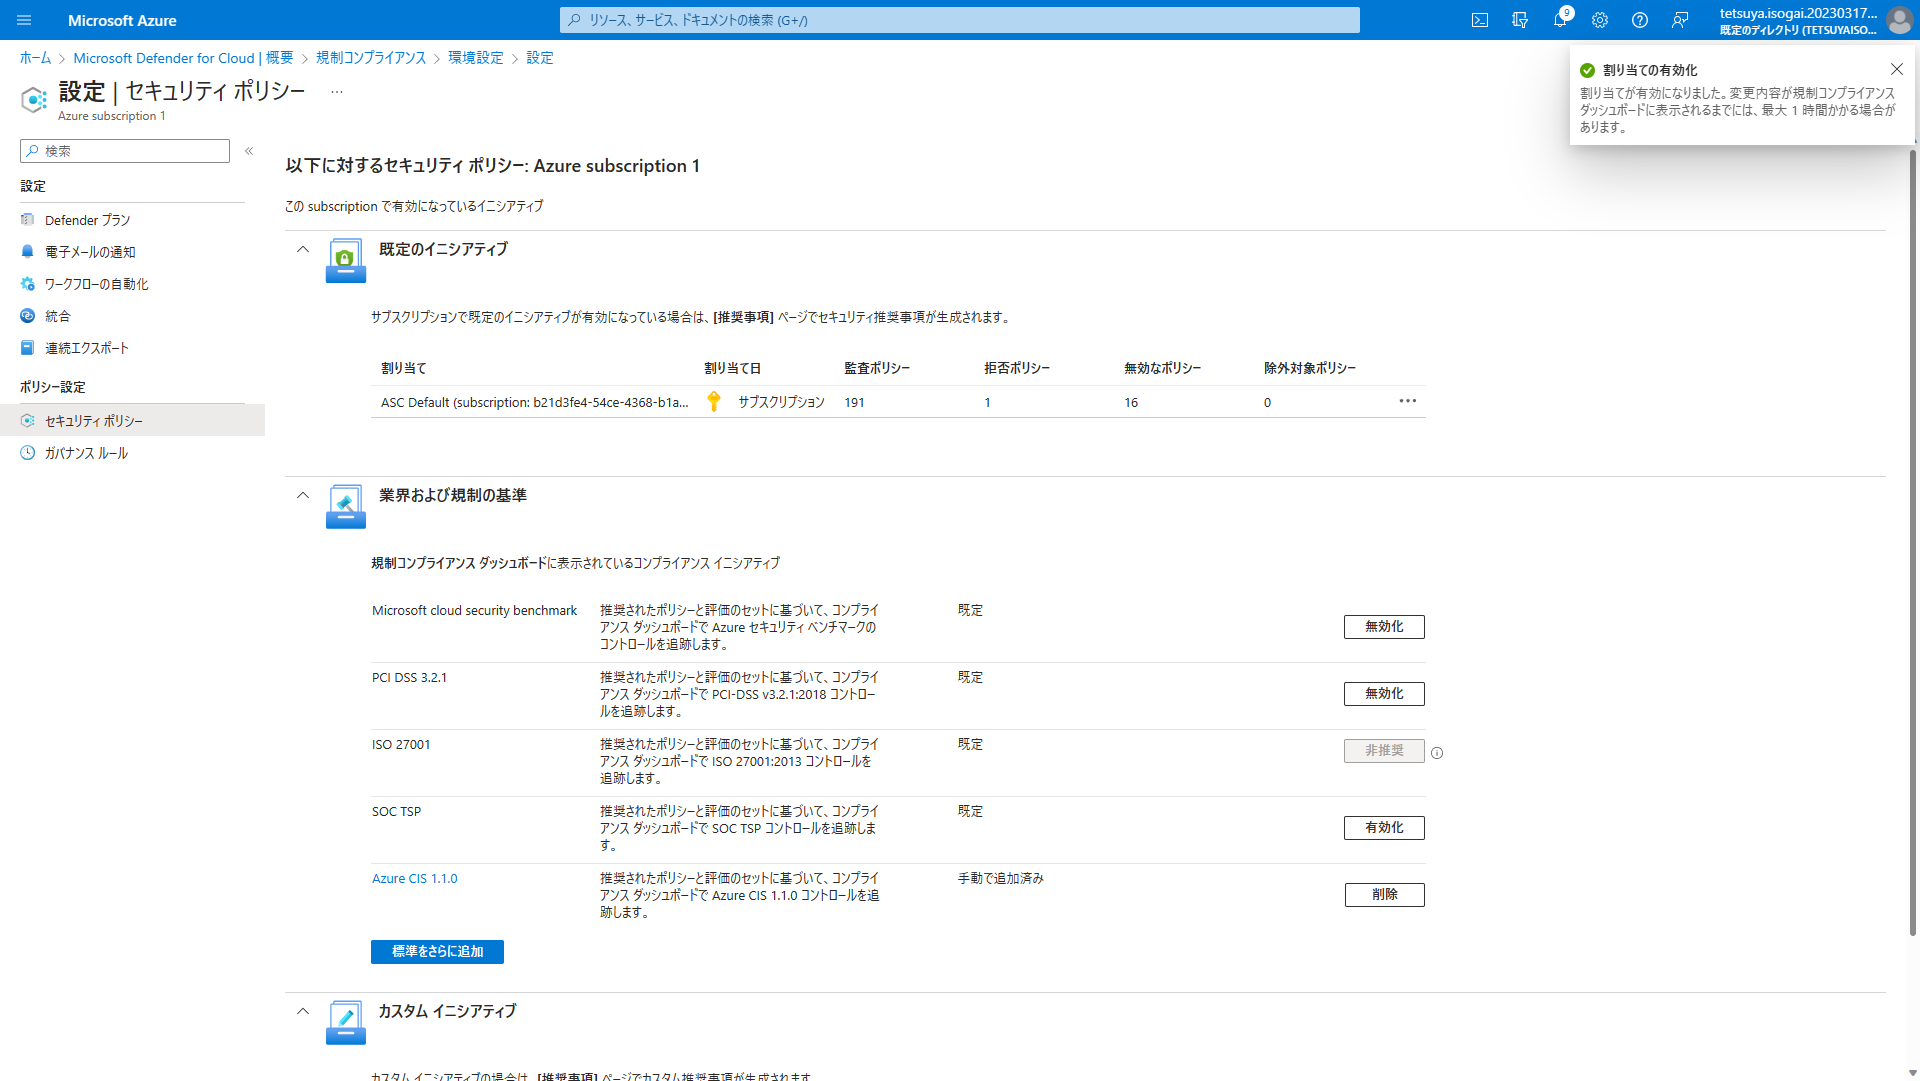 Microsoft Azure
リソース、サービス、ドキュメントの検索 (G+/)
9
tetsuya.isogai.20230317...
既定のディレクトリ (TETSUYAISO...
ホーム > Microsoft Defender for Cloud | 概要 > 規制コンプライアンス > 環境設定 > 設定
設定 | セキュリティ ポリシー ...
Azure subscription 1
割り当ての有効化
割り当てが有効になりました。変更内容が規制コンプライアンス
ダッシュボードに表示されるまでには、最大 1 時間かかる場合が
あります。
検索
設定
Defender プラン
電子メールの通知
ワークフローの自動化
統合
連続エクスポート
ポリシー設定
セキュリティ ポリシー
ガバナンス ルール
以下に対するセキュリティ ポリシー: Azure subscription 1
この subscription で有効になっているイニシアティブ
既定のイニシアティブ
サブスクリプションで既定のイニシアティブが有効になっている場合は、[推奨事項] ページでセキュリティ推奨事項が生成されます。
割り当て 割り当て日 監査ポリシー 拒否ポリシー 無効なポリシー 除外対象ポリシー
ASC Default (subscription: b21d3fe4-54ce-4368-b1a... サブスクリプション 191 1 16 0 ...
業界および規制の基準
規制コンプライアンス ダッシュボードに表示されているコンプライアンス イニシアティブ
Microsoft cloud security benchmark
推奨されたポリシーと評価のセットに基づいて、コンプライ
アンス ダッシュボードで Azure セキュリティ ベンチマークの
コントロールを追跡します。
既定
無効化
PCI DSS 3.2.1
推奨されたポリシーと評価のセットに基づいて、コンプライ
アンス ダッシュボードで PCI-DSS v3.2.1:2018 コントロー
ルを追跡します。
既定
無効化
ISO 27001
推奨されたポリシーと評価のセットに基づいて、コンプライ
アンス ダッシュボードで ISO 27001:2013 コントロールを
追跡します。
既定
非推奨
SOC TSP
推奨されたポリシーと評価のセットに基づいて、コンプライ
アンス ダッシュボードで SOC TSP コントロールを追跡しま
す。
既定
有効化
Azure CIS 1.1.0
推奨されたポリシーと評価のセットに基づいて、コンプライ
アンス ダッシュボードで Azure CIS 1.1.0 コントロールを追
跡します。
手動で追加済み
削除
標準をさらに追加
カスタム イニシアティブ
カスタム イニシアティブの場合は、[推奨事項] ページでカスタム推奨事項が生成されます